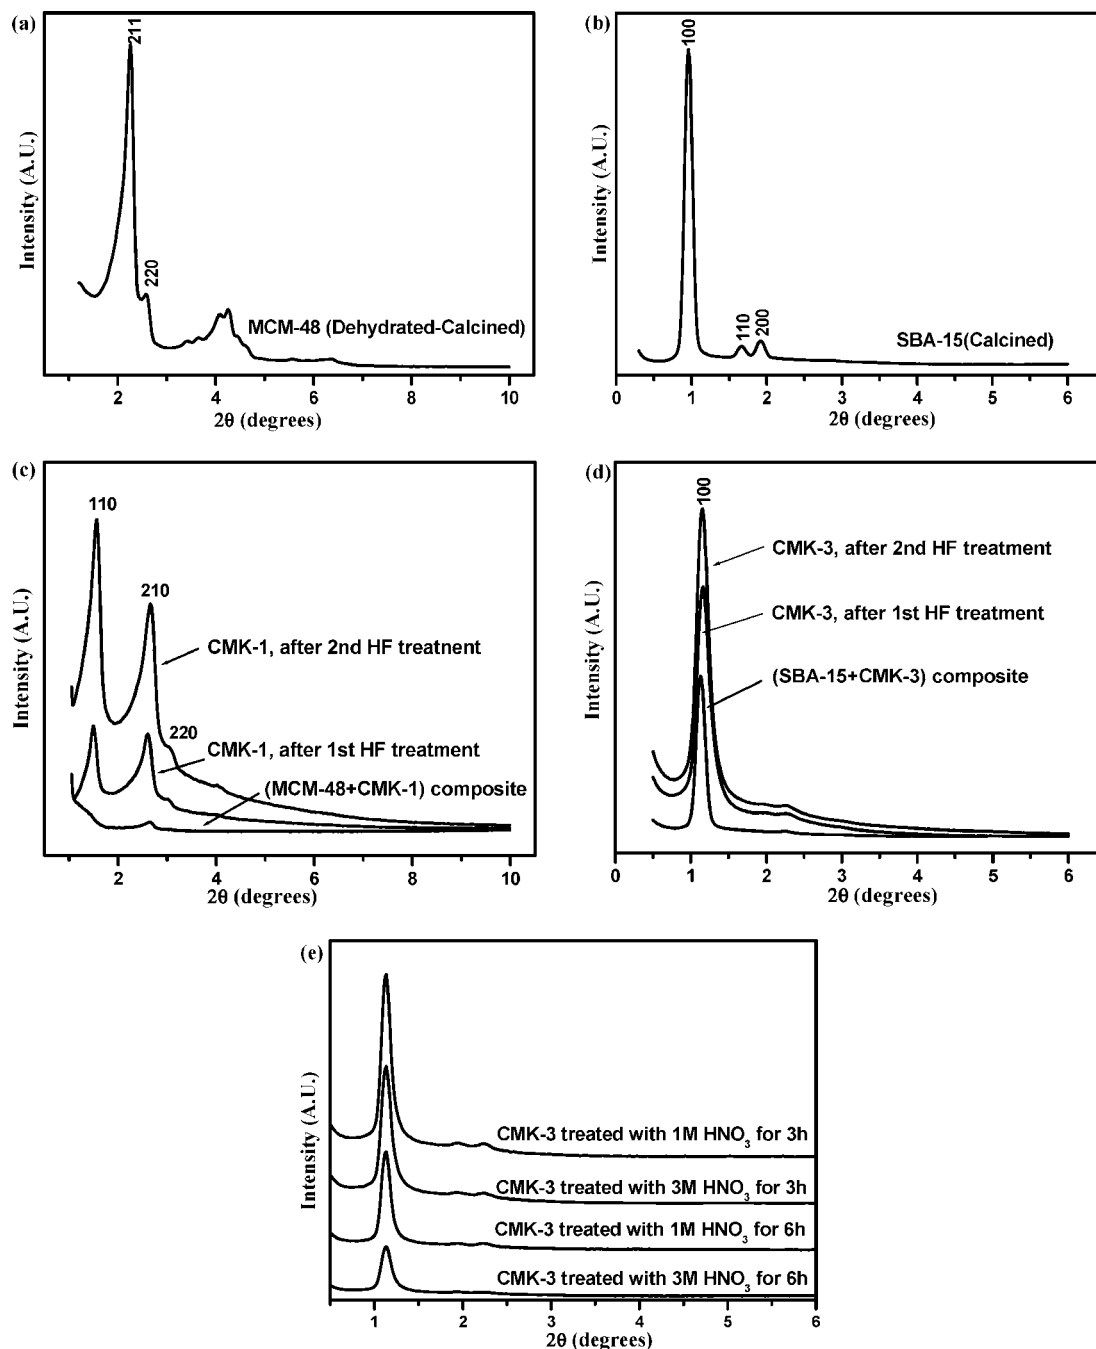 (a)
211
220
MCM-48 (Dehydrated-Calcined)
Intensity (A.U.)
2 4 6 8 10
2θ (degrees)
(b)
100
110
200
SBA-15(Calcined)
Intensity (A.U.)
0 1 2 3 4 5 6
2θ (degrees)
(c)
110
210
CMK-1, after 2nd HF treatnent
220
CMK-1, after 1st HF treatment
(MCM-48+CMK-1) composite
Intensity (A.U.)
2 4 6 8 10
2θ (degrees)
(d)
100
CMK-3, after 2nd HF treatment
CMK-3, after 1st HF treatment
(SBA-15+CMK-3) composite
Intensity (A.U.)
0 1 2 3 4 5 6
2θ (degrees)
(e)
CMK-3 treated with 1M HNO₃ for 3h
CMK-3 treated with 3M HNO₃ for 3h
CMK-3 treated with 1M HNO₃ for 6h
CMK-3 treated with 3M HNO₃ for 6h
Intensity (A.U.)
1 2 3 4 5 6
2θ (degrees)